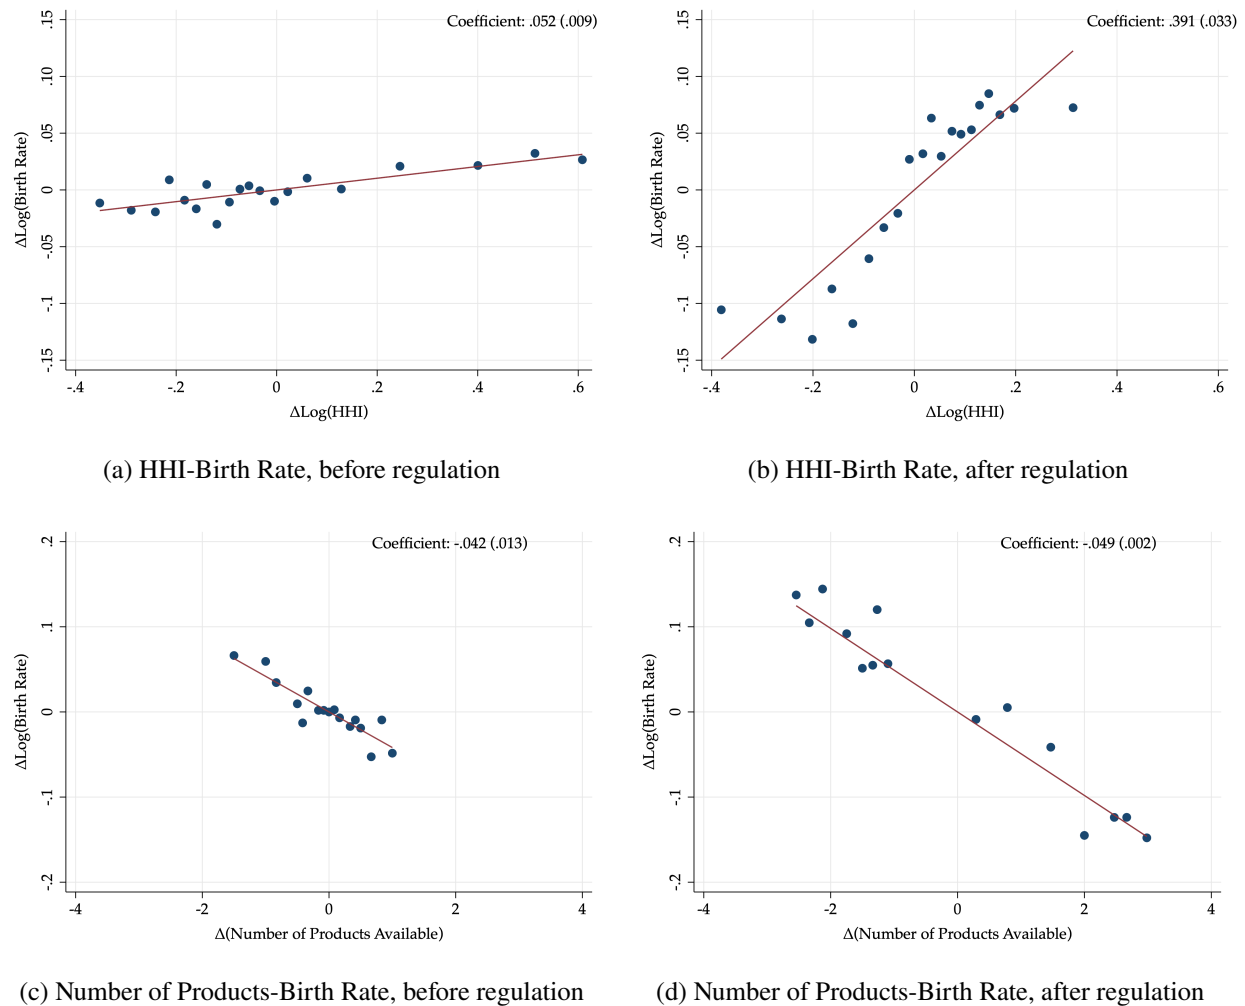 Coefficient: .052 (.009)
.15
.10
.05
0
-.05
-.1
-.15
ΔLog(Birth Rate)
-.4 -.2 0 .2 .4 .6
ΔLog(HHI)
(a) HHI-Birth Rate, before regulation
Coefficient: .391 (.033)
.15
.10
.05
0
-.05
-.1
-.15
ΔLog(Birth Rate)
-.4 -.2 0 .2 .4 .6
ΔLog(HHI)
(b) HHI-Birth Rate, after regulation
Coefficient: -.042 (.013)
.2
.1
0
-.1
-.2
ΔLog(Birth Rate)
-4 -2 0 2 4
Δ(Number of Products Available)
(c) Number of Products-Birth Rate, before regulation
Coefficient: -.049 (.002)
.2
.1
0
-.1
-.2
ΔLog(Birth Rate)
-4 -2 0 2 4
Δ(Number of Products Available)
(d) Number of Products-Birth Rate, after regulation